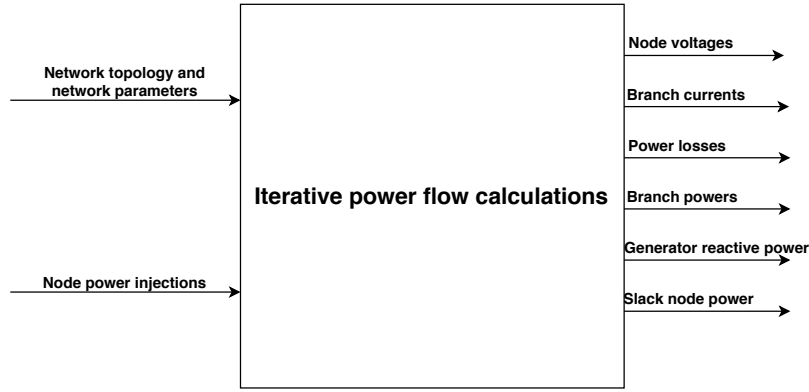 Network topology and
network parameters
Node power injections
Iterative power flow calculations
Node voltages
Branch currents
Power losses
Branch powers
Generator reactive power
Slack node power